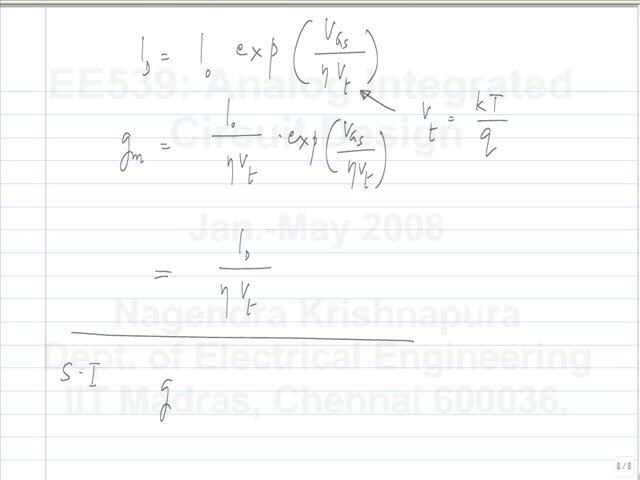 I_D = I_0 exp(V_GS / ηV_t)
V_t = kT / q
g_m = I_0 / ηV_t · exp(V_GS / ηV_t)
= I_D / ηV_t
S.I g
EE539: Analog Integrated
Circuit Design
Jan.-May 2008
Nagendra Krishnapura
Dept. of Electrical Engineering
IIT Madras, Chennai 600036.
8 / 8